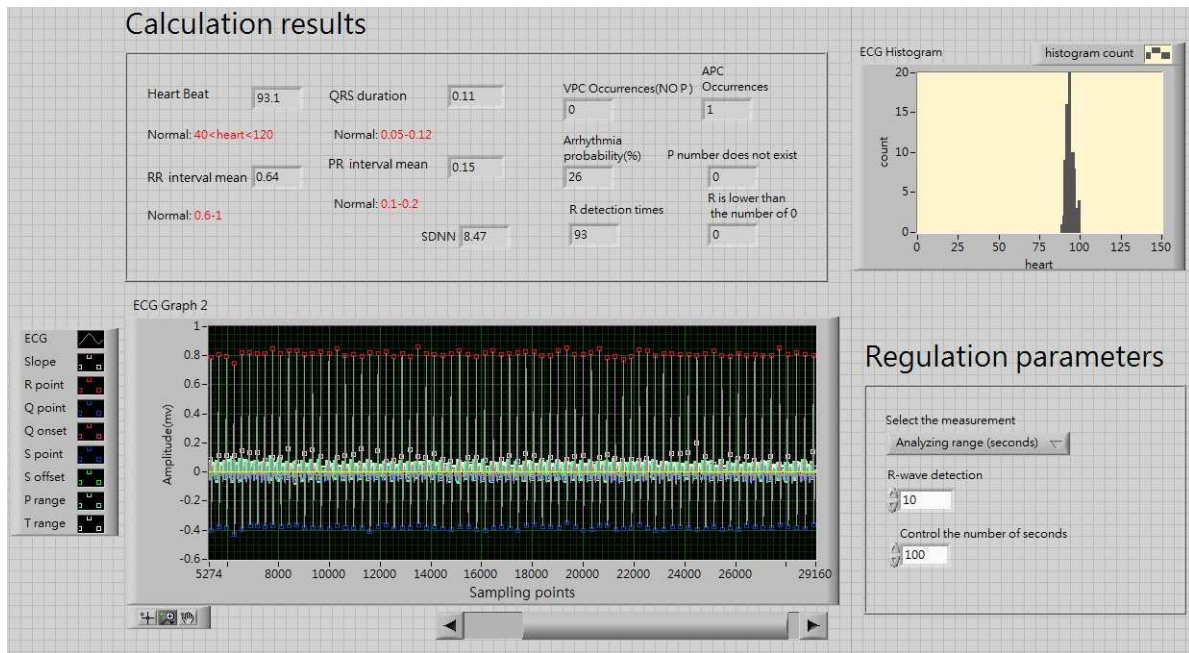 Calculation results
Heart Beat 93.1
Normal: 40<heart<120
RR interval mean 0.64
Normal: 0.6-1
QRS duration 0.11
Normal: 0.05-0.12
PR interval mean 0.15
Normal: 0.1-0.2
SDNN 8.47
VPC Occurrences(NO P)
0
APC
Occurrences
1
Arrhythmia
probability(%)
26
P number does not exist
0
R detection times
93
R is lower than
the number of 0
0
ECG Histogram
histogram count
20
15
10
5
0
count
0 25 50 75 100 125 150
heart
ECG Graph 2
ECG
Slope
R point
Q point
Q onset
S point
S offset
P range
T range
1
0.8
0.6
0.4
0.2
0
-0.2
-0.4
-0.6
Amplitude(mv)
5274 8000 10000 12000 14000 16000 18000 20000 22000 24000 26000 29160
Sampling points
Regulation parameters
Select the measurement
Analyzing range (seconds)
R-wave detection
10
Control the number of seconds
100